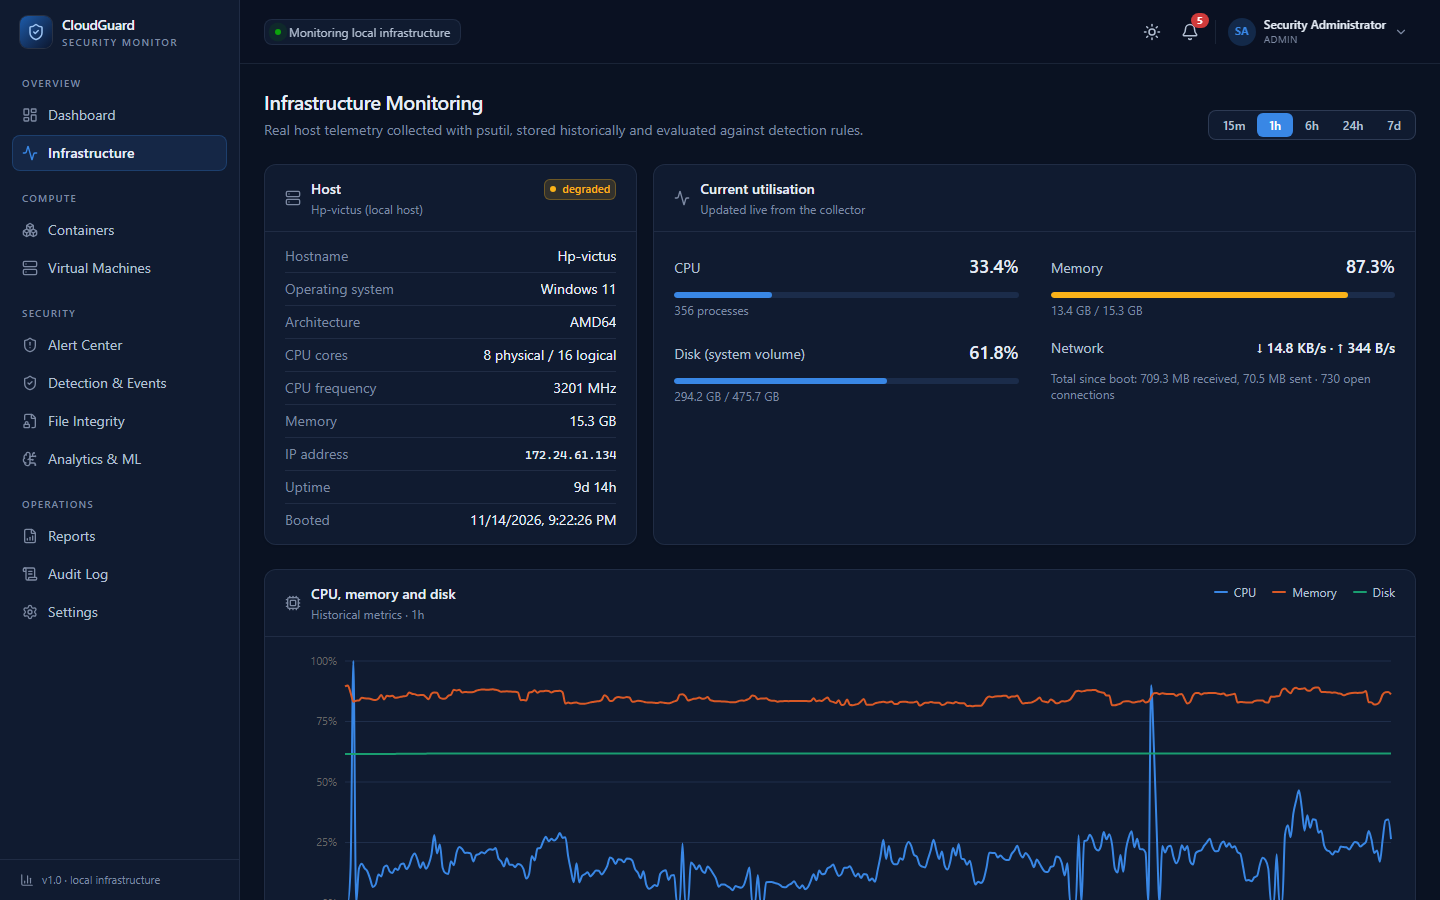 CloudGuard
SECURITY MONITOR
OVERVIEW
Dashboard
Infrastructure
COMPUTE
Containers
Virtual Machines
SECURITY
Alert Center
Detection & Events
File Integrity
Analytics & ML
OPERATIONS
Reports
Audit Log
Settings
v1.0 · local infrastructure
Monitoring local infrastructure
5
SA
Security Administrator
ADMIN
Infrastructure Monitoring
Real host telemetry collected with psutil, stored historically and evaluated against detection rules.
15m 1h 6h 24h 7d
Host
Hp-victus (local host)
degraded
Hostname Hp-victus
Operating system Windows 11
Architecture AMD64
CPU cores 8 physical / 16 logical
CPU frequency 3201 MHz
Memory 15.3 GB
IP address 172.24.61.134
Uptime 9d 14h
Booted 11/14/2026, 9:22:26 PM
Current utilisation
Updated live from the collector
CPU 33.4%
356 processes
Memory 87.3%
13.4 GB / 15.3 GB
Disk (system volume) 61.8%
294.2 GB / 475.7 GB
Network ↓ 14.8 KB/s · ↑ 344 B/s
Total since boot: 709.3 MB received, 70.5 MB sent · 730 open
connections
CPU, memory and disk
Historical metrics · 1h
CPU Memory Disk
100%
75%
50%
25%